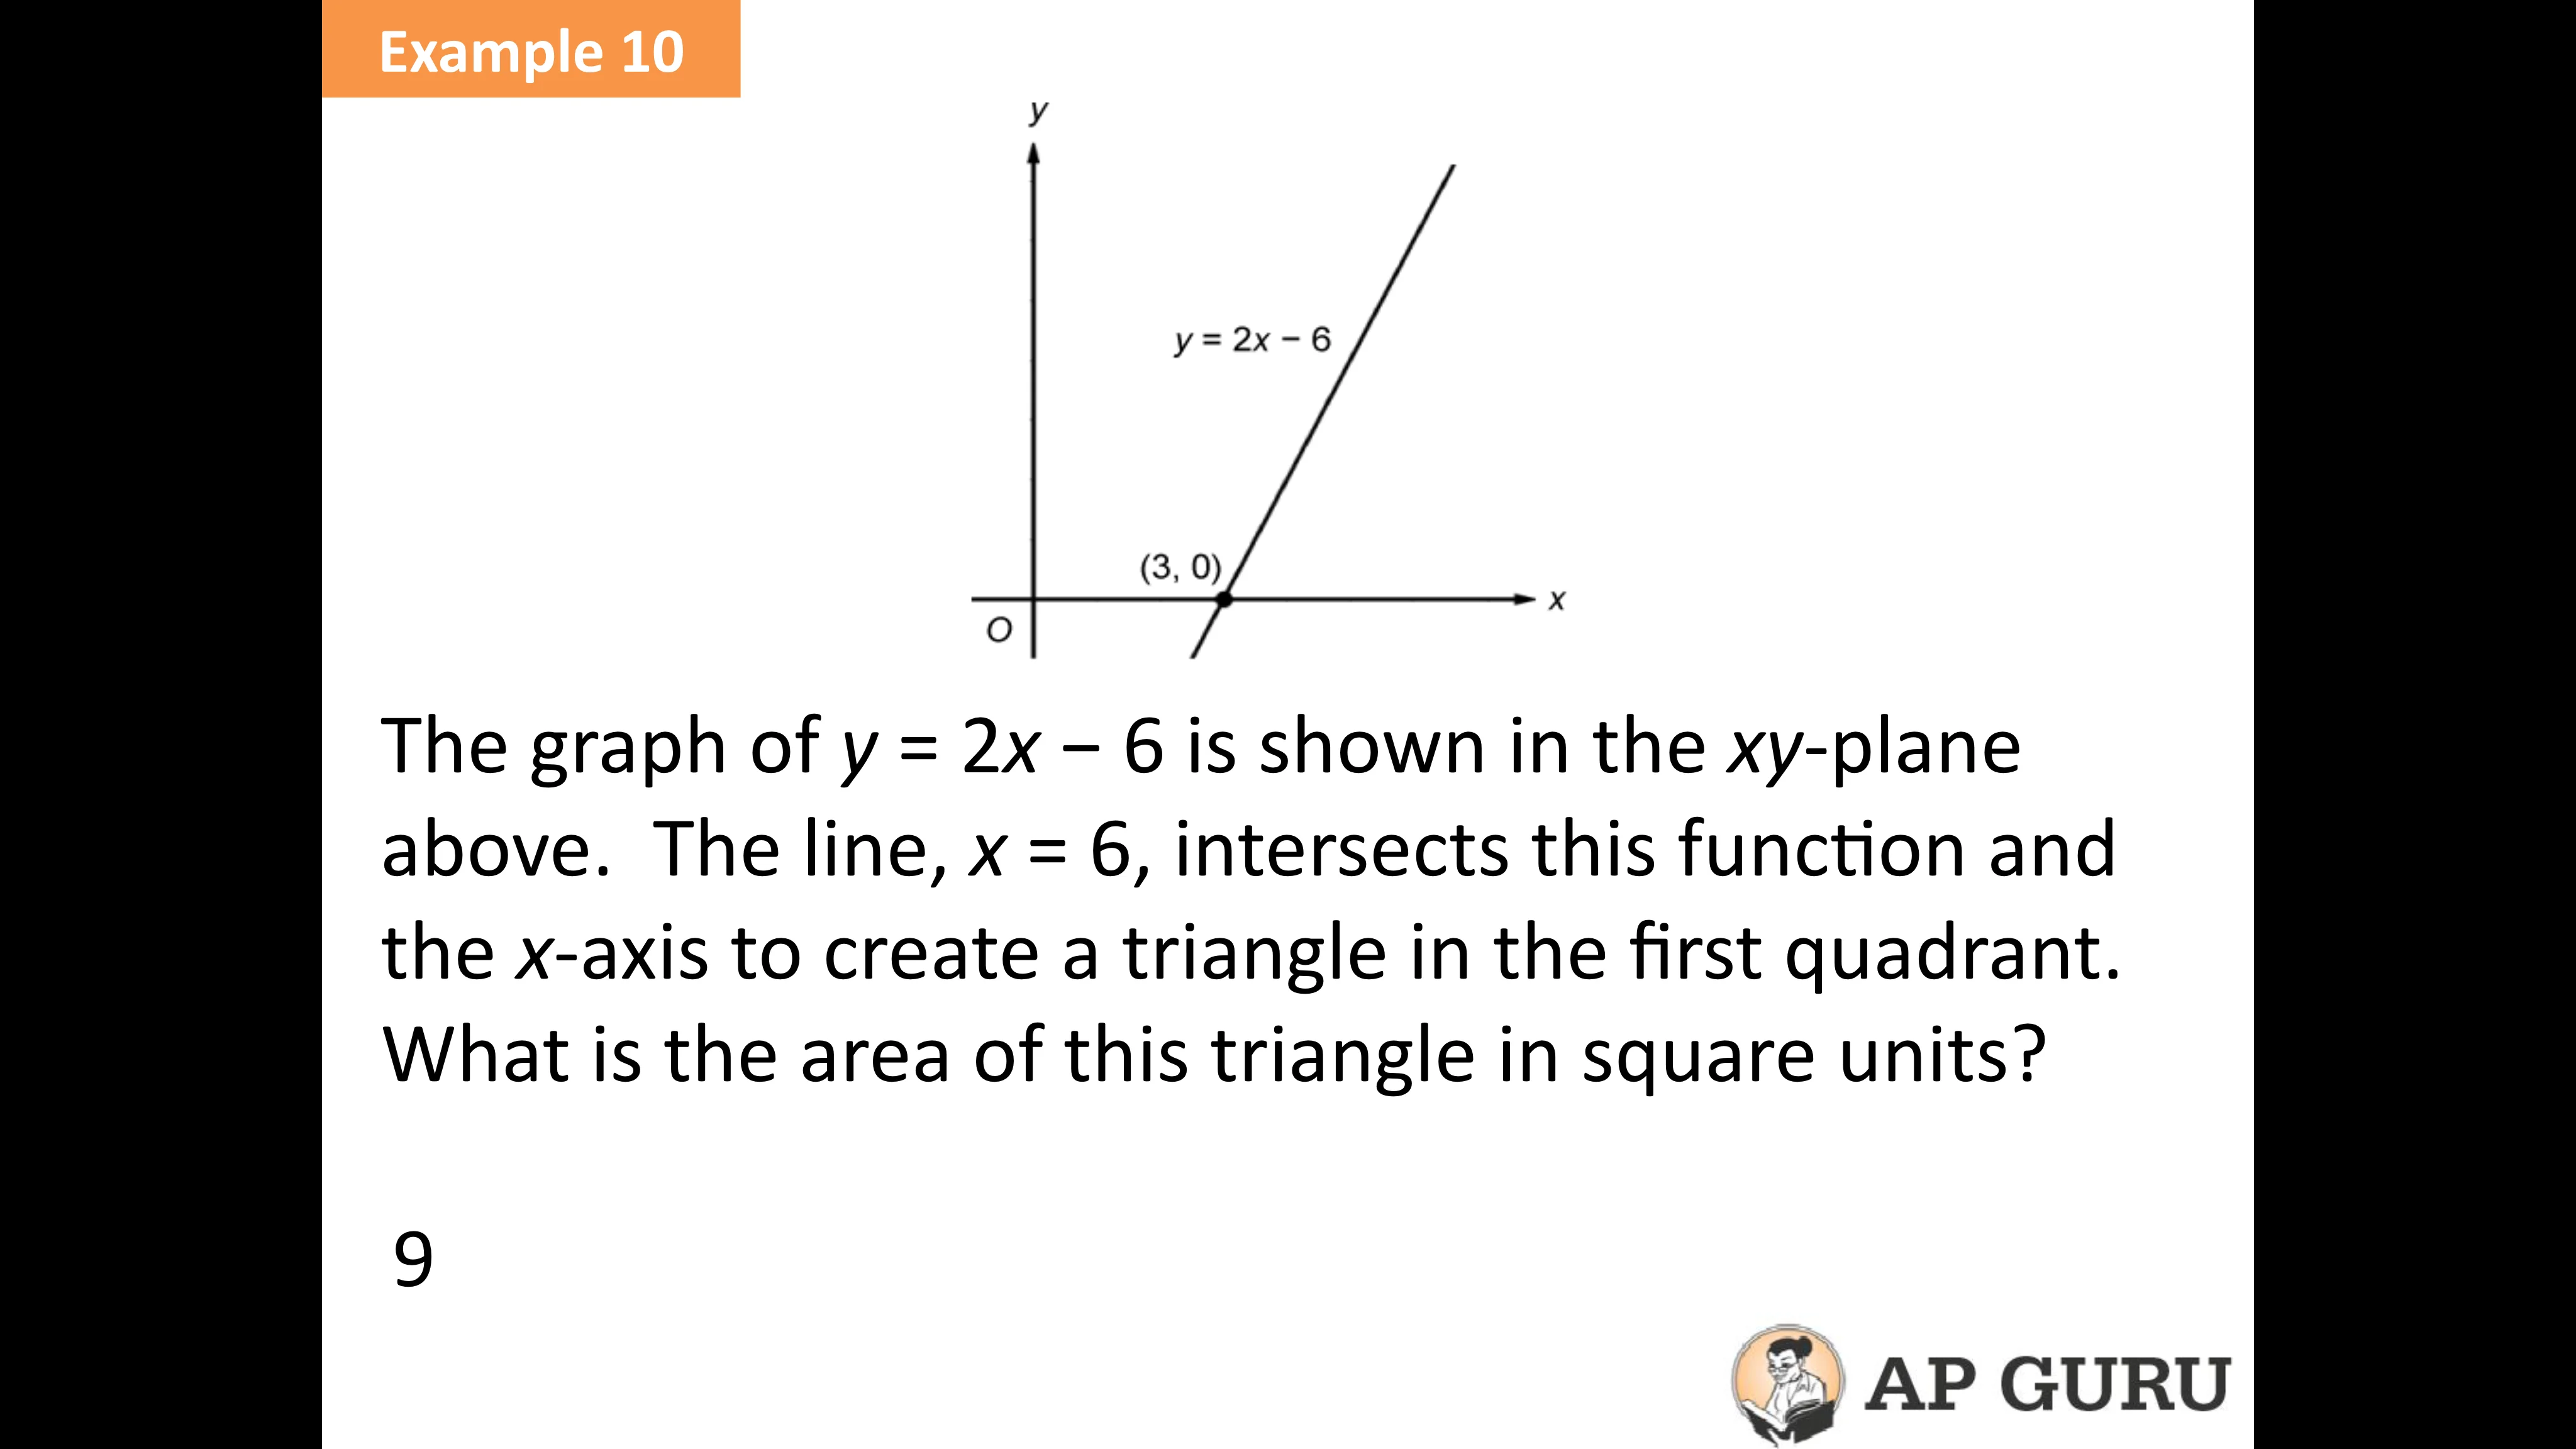 Example 10
y
y = 2x − 6
(3, 0)
x
O
The graph of y = 2x − 6 is shown in the xy-plane
above.  The line, x = 6, intersects this function and
the x-axis to create a triangle in the first quadrant.
What is the area of this triangle in square units?
9
AP GURU